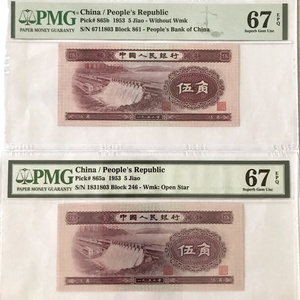 PMG
PAPER MONEY GUARANTY
China / People's Republic
Pick# 865b 1953 5 Jiao - Without Wmk
S/N 6711803 Block 861 - People's Bank of China
67 EPQ
Superb Gem Unc
中国人民银行
伍角
PMG
PAPER MONEY GUARANTY
China / People's Republic
Pick# 865a 1953 5 Jiao
S/N 1831803 Block 246 - Wmk: Open Star
67 EPQ
Superb Gem Unc
中国人民银行
伍角